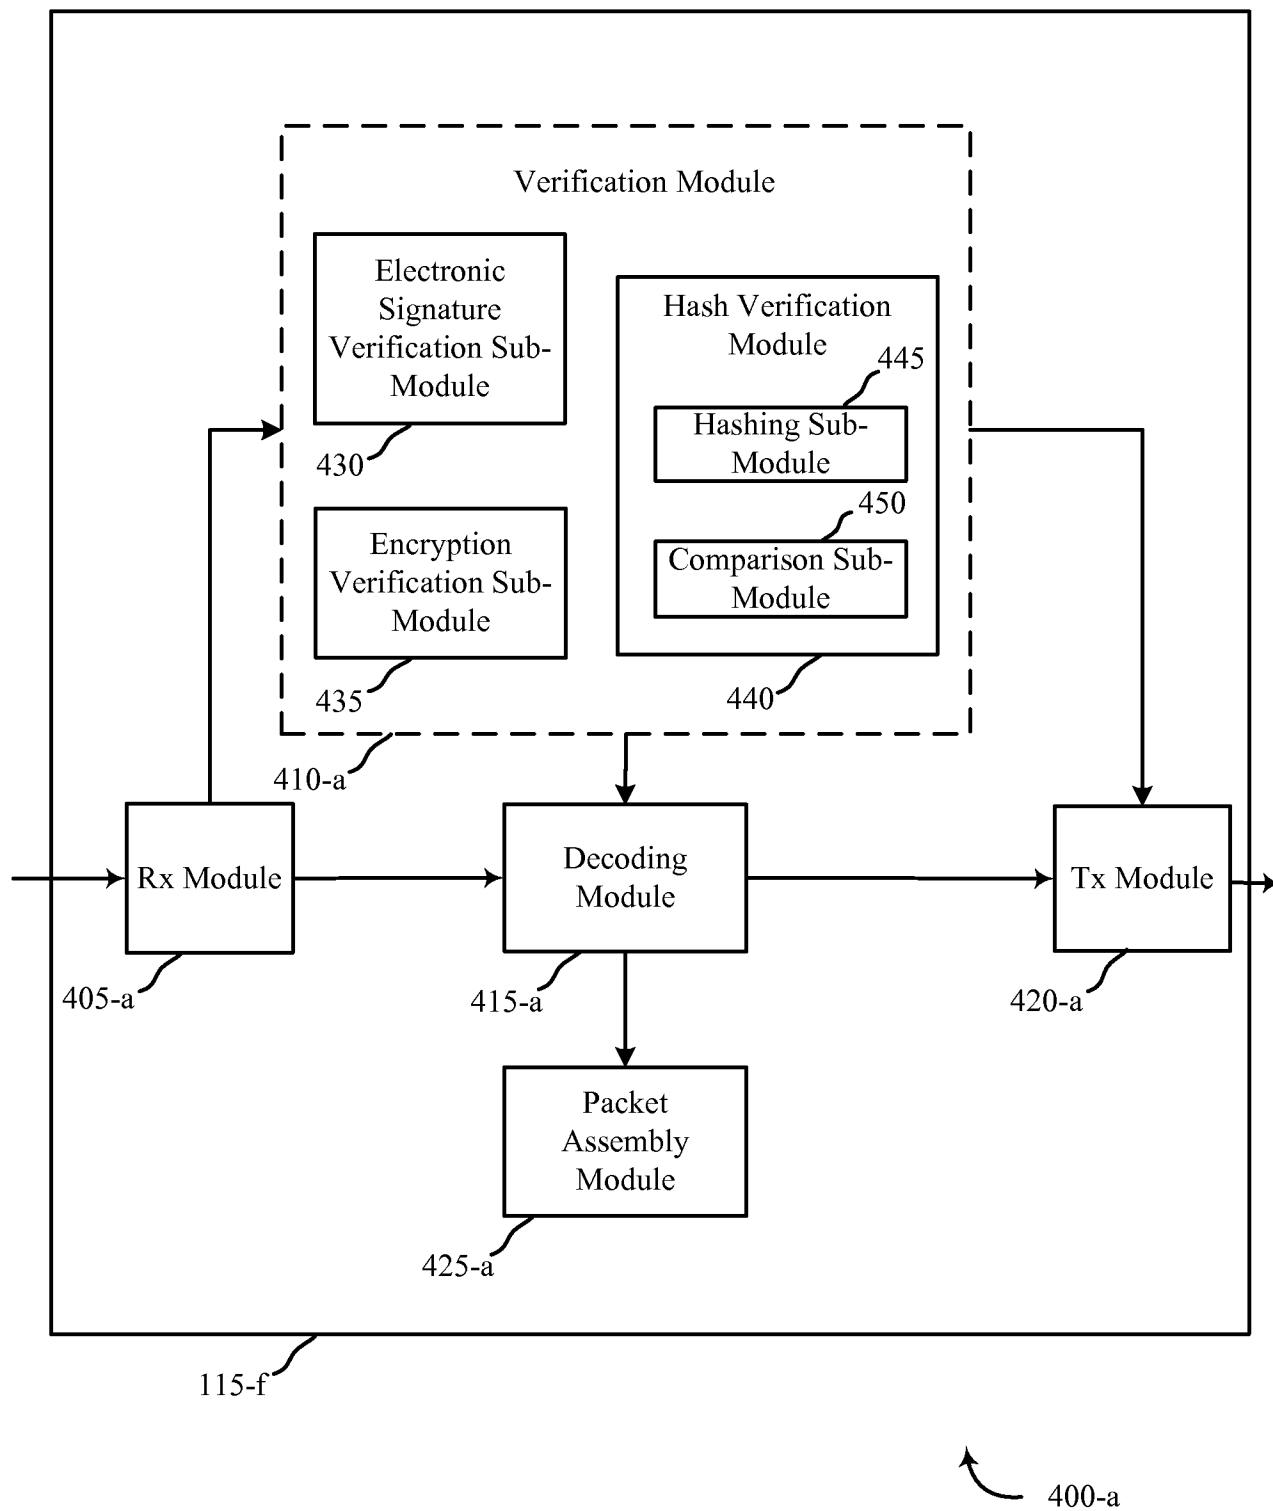 Verification Module
Electronic
Signature
Verification Sub-
Module
430
Hash Verification
Module
445
Hashing Sub-
Module
450
Comparison Sub-
Module
440
Encryption
Verification Sub-
Module
435
410-a
Rx Module
405-a
Decoding
Module
415-a
Tx Module
420-a
Packet
Assembly
Module
425-a
115-f
400-a